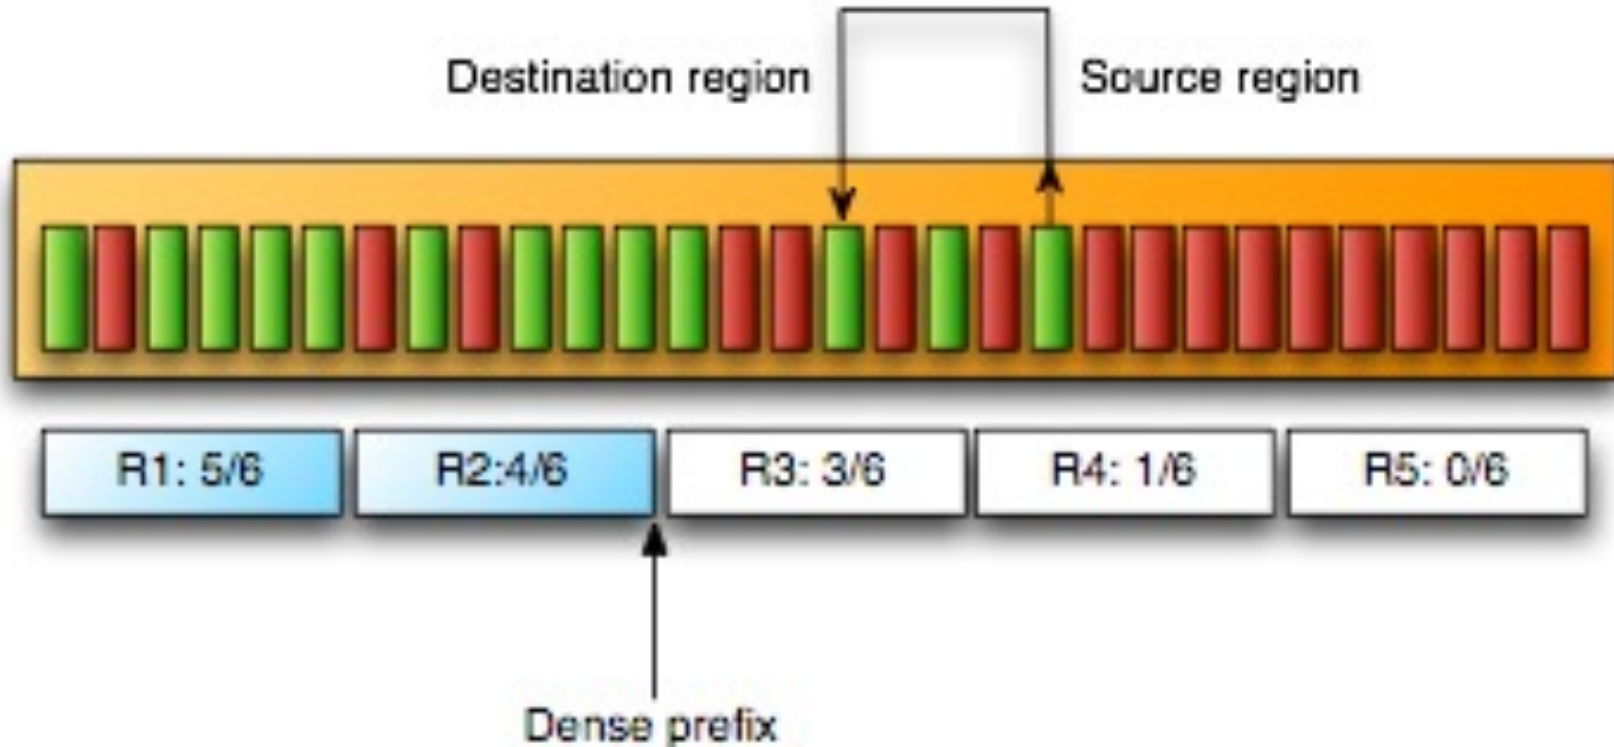 Destination region
Source region
R1: 5/6
R2:4/6
R3: 3/6
R4: 1/6
R5: 0/6
Dense prefix